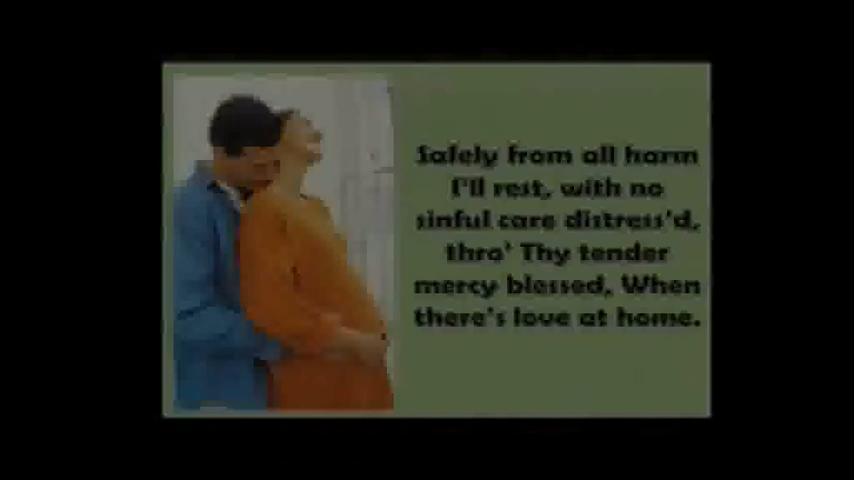 Safely from all harm
I'll rest, with no
sinful care distress'd,
thro' Thy tender
mercy blessed, When
there's love at home.